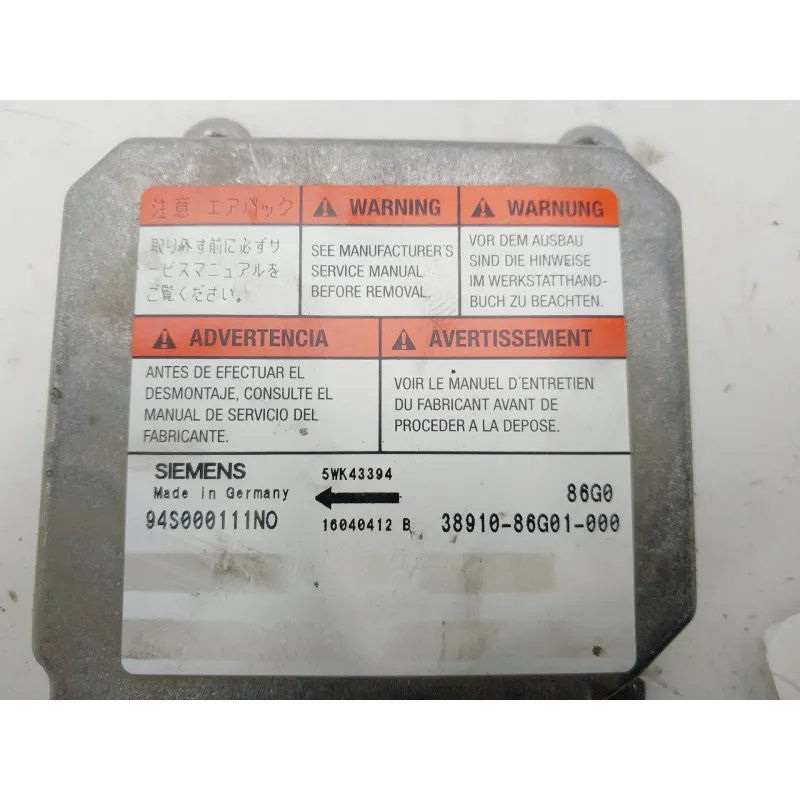 注意 エアバック
取り外す前に必ずサ
ービスマニュアルを
ご覧ください。
WARNING
SEE MANUFACTURER'S
SERVICE MANUAL
BEFORE REMOVAL.
WARNUNG
VOR DEM AUSBAU
SIND DIE HINWEISE
IM WERKSTATTHAND-
BUCH ZU BEACHTEN.
ADVERTENCIA
ANTES DE EFECTUAR EL
DESMONTAJE, CONSULTE EL
MANUAL DE SERVICIO DEL
FABRICANTE.
AVERTISSEMENT
VOIR LE MANUEL D'ENTRETIEN
DU FABRICANT AVANT DE
PROCEDER A LA DEPOSE.
SIEMENS 5WK43394
Made in Germany 86G0
94S000111NO 16040412 B 38910-86G01-000